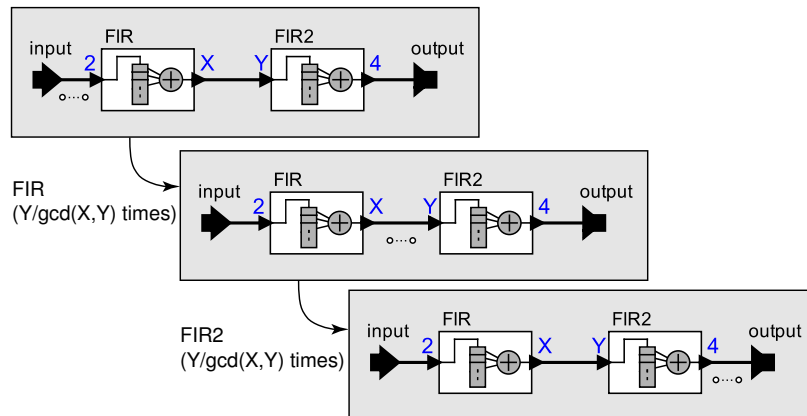 input FIR FIR2 output
2 X Y 4
FIR
(Y/gcd(X,Y) times)
input FIR FIR2 output
2 X Y 4
FIR2
(Y/gcd(X,Y) times)
input FIR FIR2 output
2 X Y 4